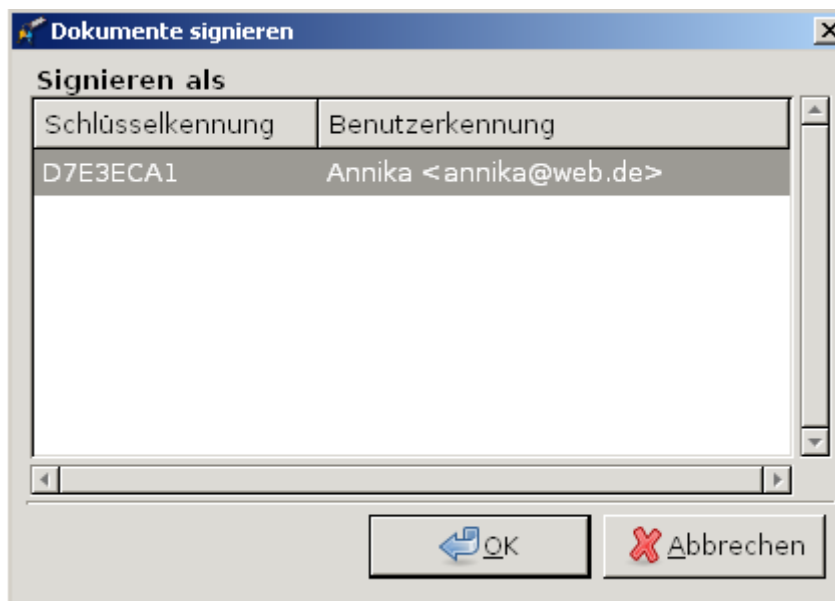 Dokumente signieren
Signieren als
Schlüsselkennung Benutzerkennung
D7E3ECA1 Annika <annika@web.de>
OK Abbrechen